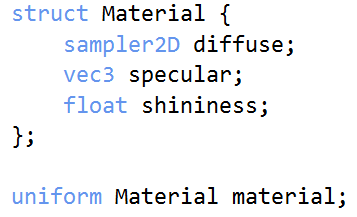 struct Material {
    sampler2D diffuse;
    vec3 specular;
    float shininess;
};

uniform Material material;